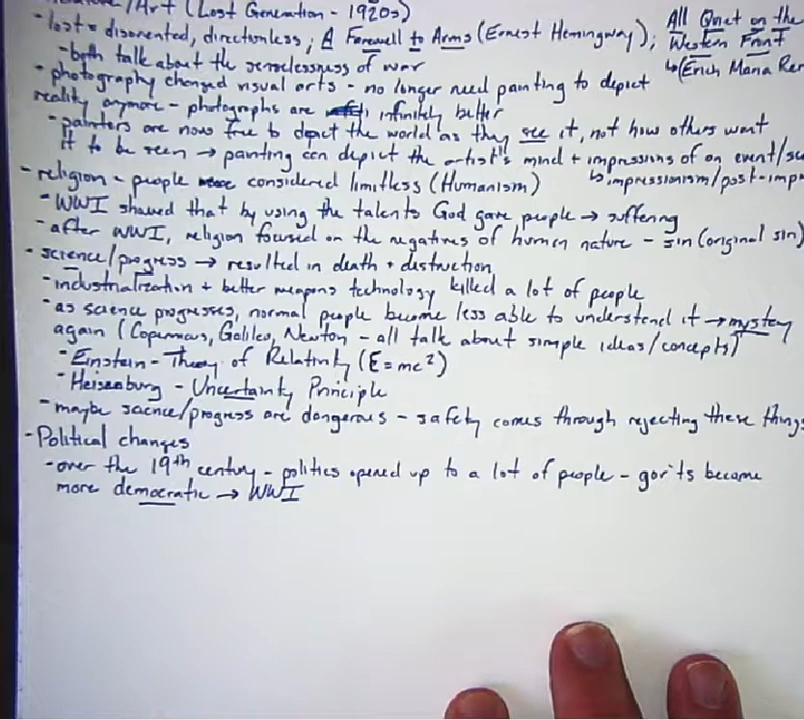 /Art (Lost Generation - 1920s)
- lost = disoriented, directionless; A Farewell to Arms (Ernest Hemingway); All Quiet on the Western Front
- both talk about the senselessness of war
↳(Erich Maria Rem
- photography changed visual arts - no longer need painting to depict
reality anymore - photographs are infinitely better
- painters are now free to depict the world as they see it, not how others want
it to be seen → painting can depict the artist's mind + impressions of an event/su
↳impressionism/post-imp
- religion - people considered limitless (Humanism)
- WWI showed that by using the talents God gave people → suffering
- after WWI, religion focused on the negatives of human nature - sin (original sin)
- science/progress → resulted in death + destruction
- industrialization + better weapons technology killed a lot of people
- as science progresses, normal people become less able to understand it → mystery
again (Copernicus, Galileo, Newton - all talk about simple ideas/concepts)
- Einstein - Theory of Relativity (E=mc²)
- Heisenburg - Uncertainty Principle
- maybe science/progress are dangerous - safety comes through rejecting these things
- Political changes
- over the 19th century - politics opened up to a lot of people - gov'ts become
more democratic → WWI